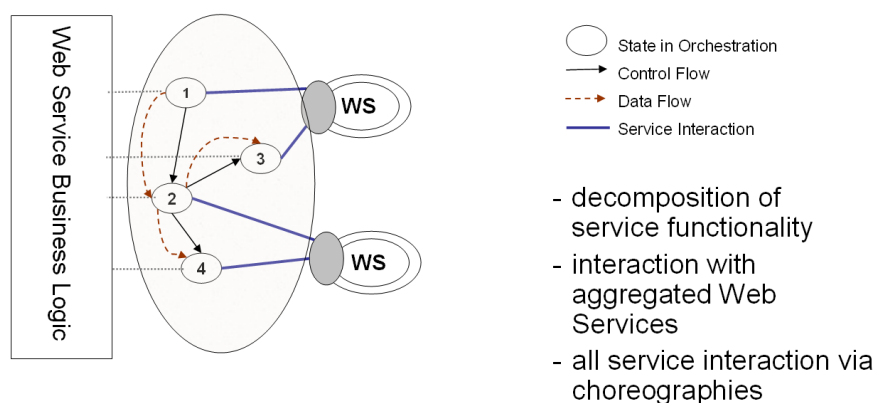 Web Service Business Logic
1
2
3
4
WS
WS
State in Orchestration
Control Flow
Data Flow
Service Interaction
- decomposition of
service functionality
- interaction with
aggregated Web
Services
- all service interaction via
choreographies